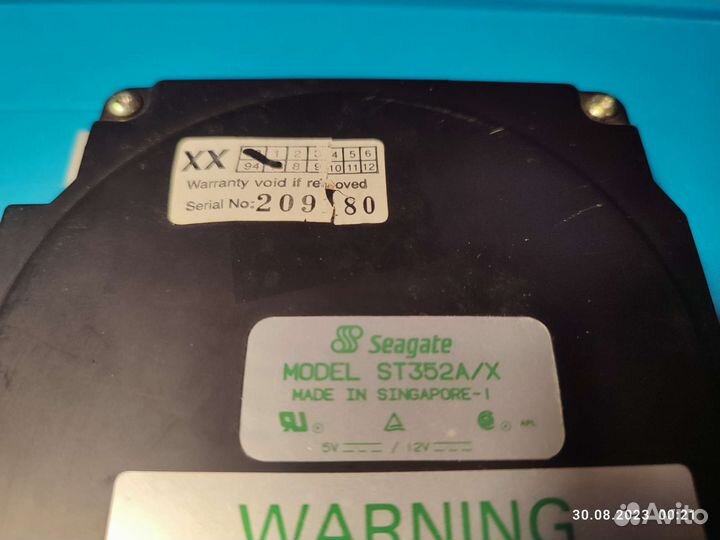 XX 1 2 3 4 5 6
94 8 9 10 11 12
Warranty void if removed
Serial No: 209 80
Seagate
MODEL ST352A/X
MADE IN SINGAPORE-1
5V / 12V
WARNING
30.08.2023 00:21
Avito